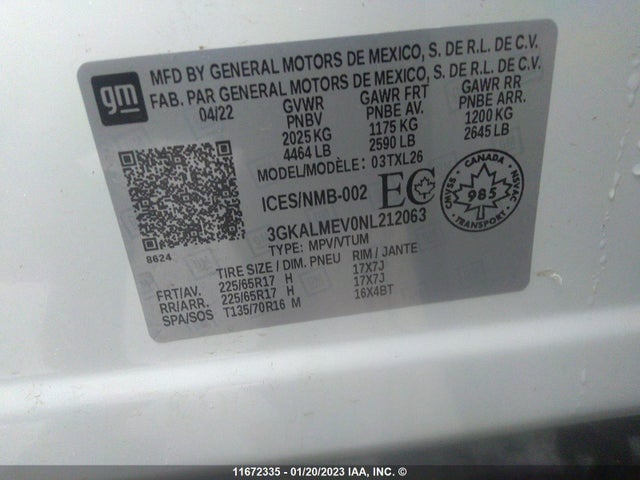 gm
MFD BY GENERAL MOTORS DE MEXICO, S. DE R.L. DE C.V.
FAB. PAR GENERAL MOTORS DE MEXICO, S. DE R.L. DE C.V.
04/22 GVWR GAWR FRT GAWR RR
PNBV PNBE AV. PNBE ARR.
2025 KG 1175 KG 1200 KG
4464 LB 2590 LB 2645 LB
MODEL/MODÈLE: 03TXL26
ICES/NMB-002 EC
CANADA
985
TRANSPORT
SSVNC
NSVAC
3GKALMEV0NL212063
8624
TYPE: MPV/VTUM
TIRE SIZE / DIM. PNEU RIM / JANTE
FRT/AV. 225/65R17 H 17X7J
RR/ARR. 225/65R17 H 17X7J
SPA/SOS T135/70R16 M 16X4BT
11672335 - 01/20/2023 IAA, INC. ©